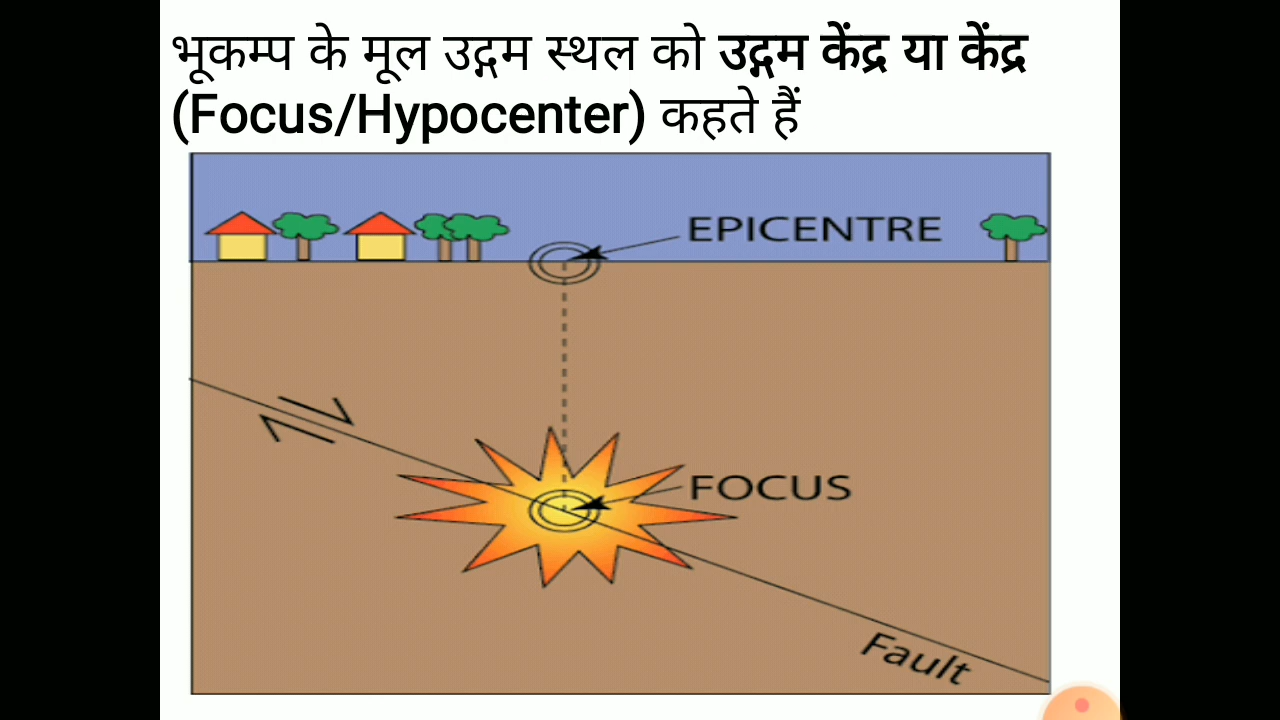 भूकम्प के मूल उद्गम स्थल को उद्गम केंद्र या केंद्र
(Focus/Hypocenter) कहते हैं
EPICENTRE
FOCUS
Fault